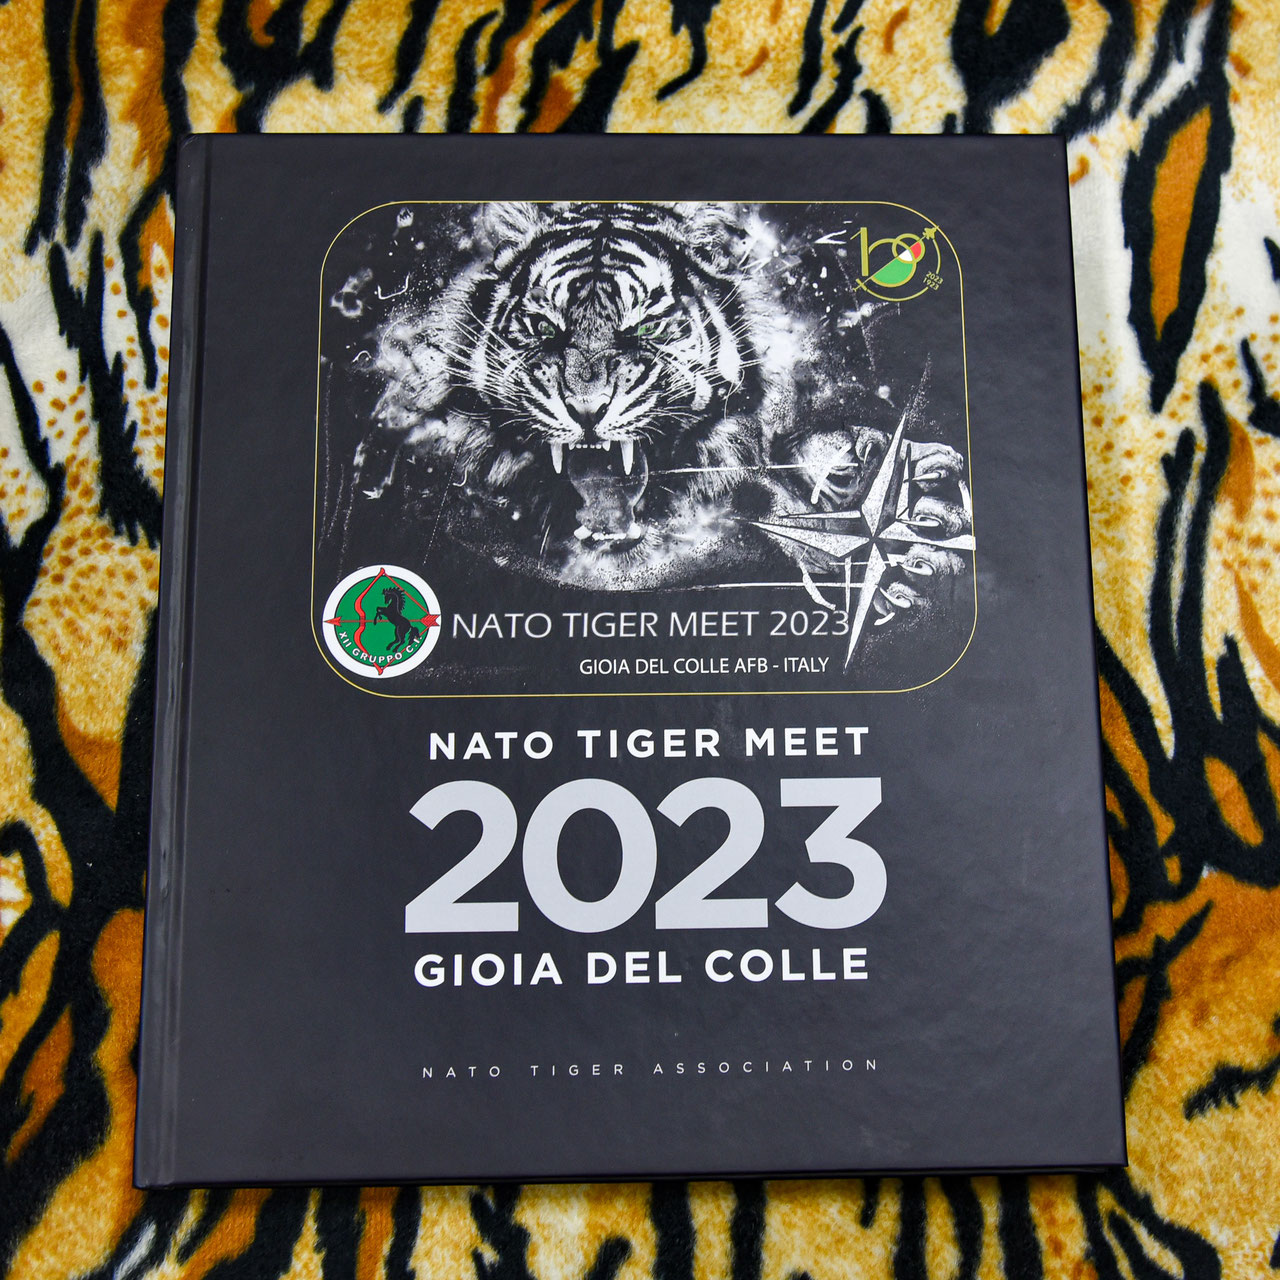 100
2023
1923
XII GRUPPO C.I.
NATO TIGER MEET 2023
GIOIA DEL COLLE AFB - ITALY
NATO TIGER MEET
2023
GIOIA DEL COLLE
NATO TIGER ASSOCIATION